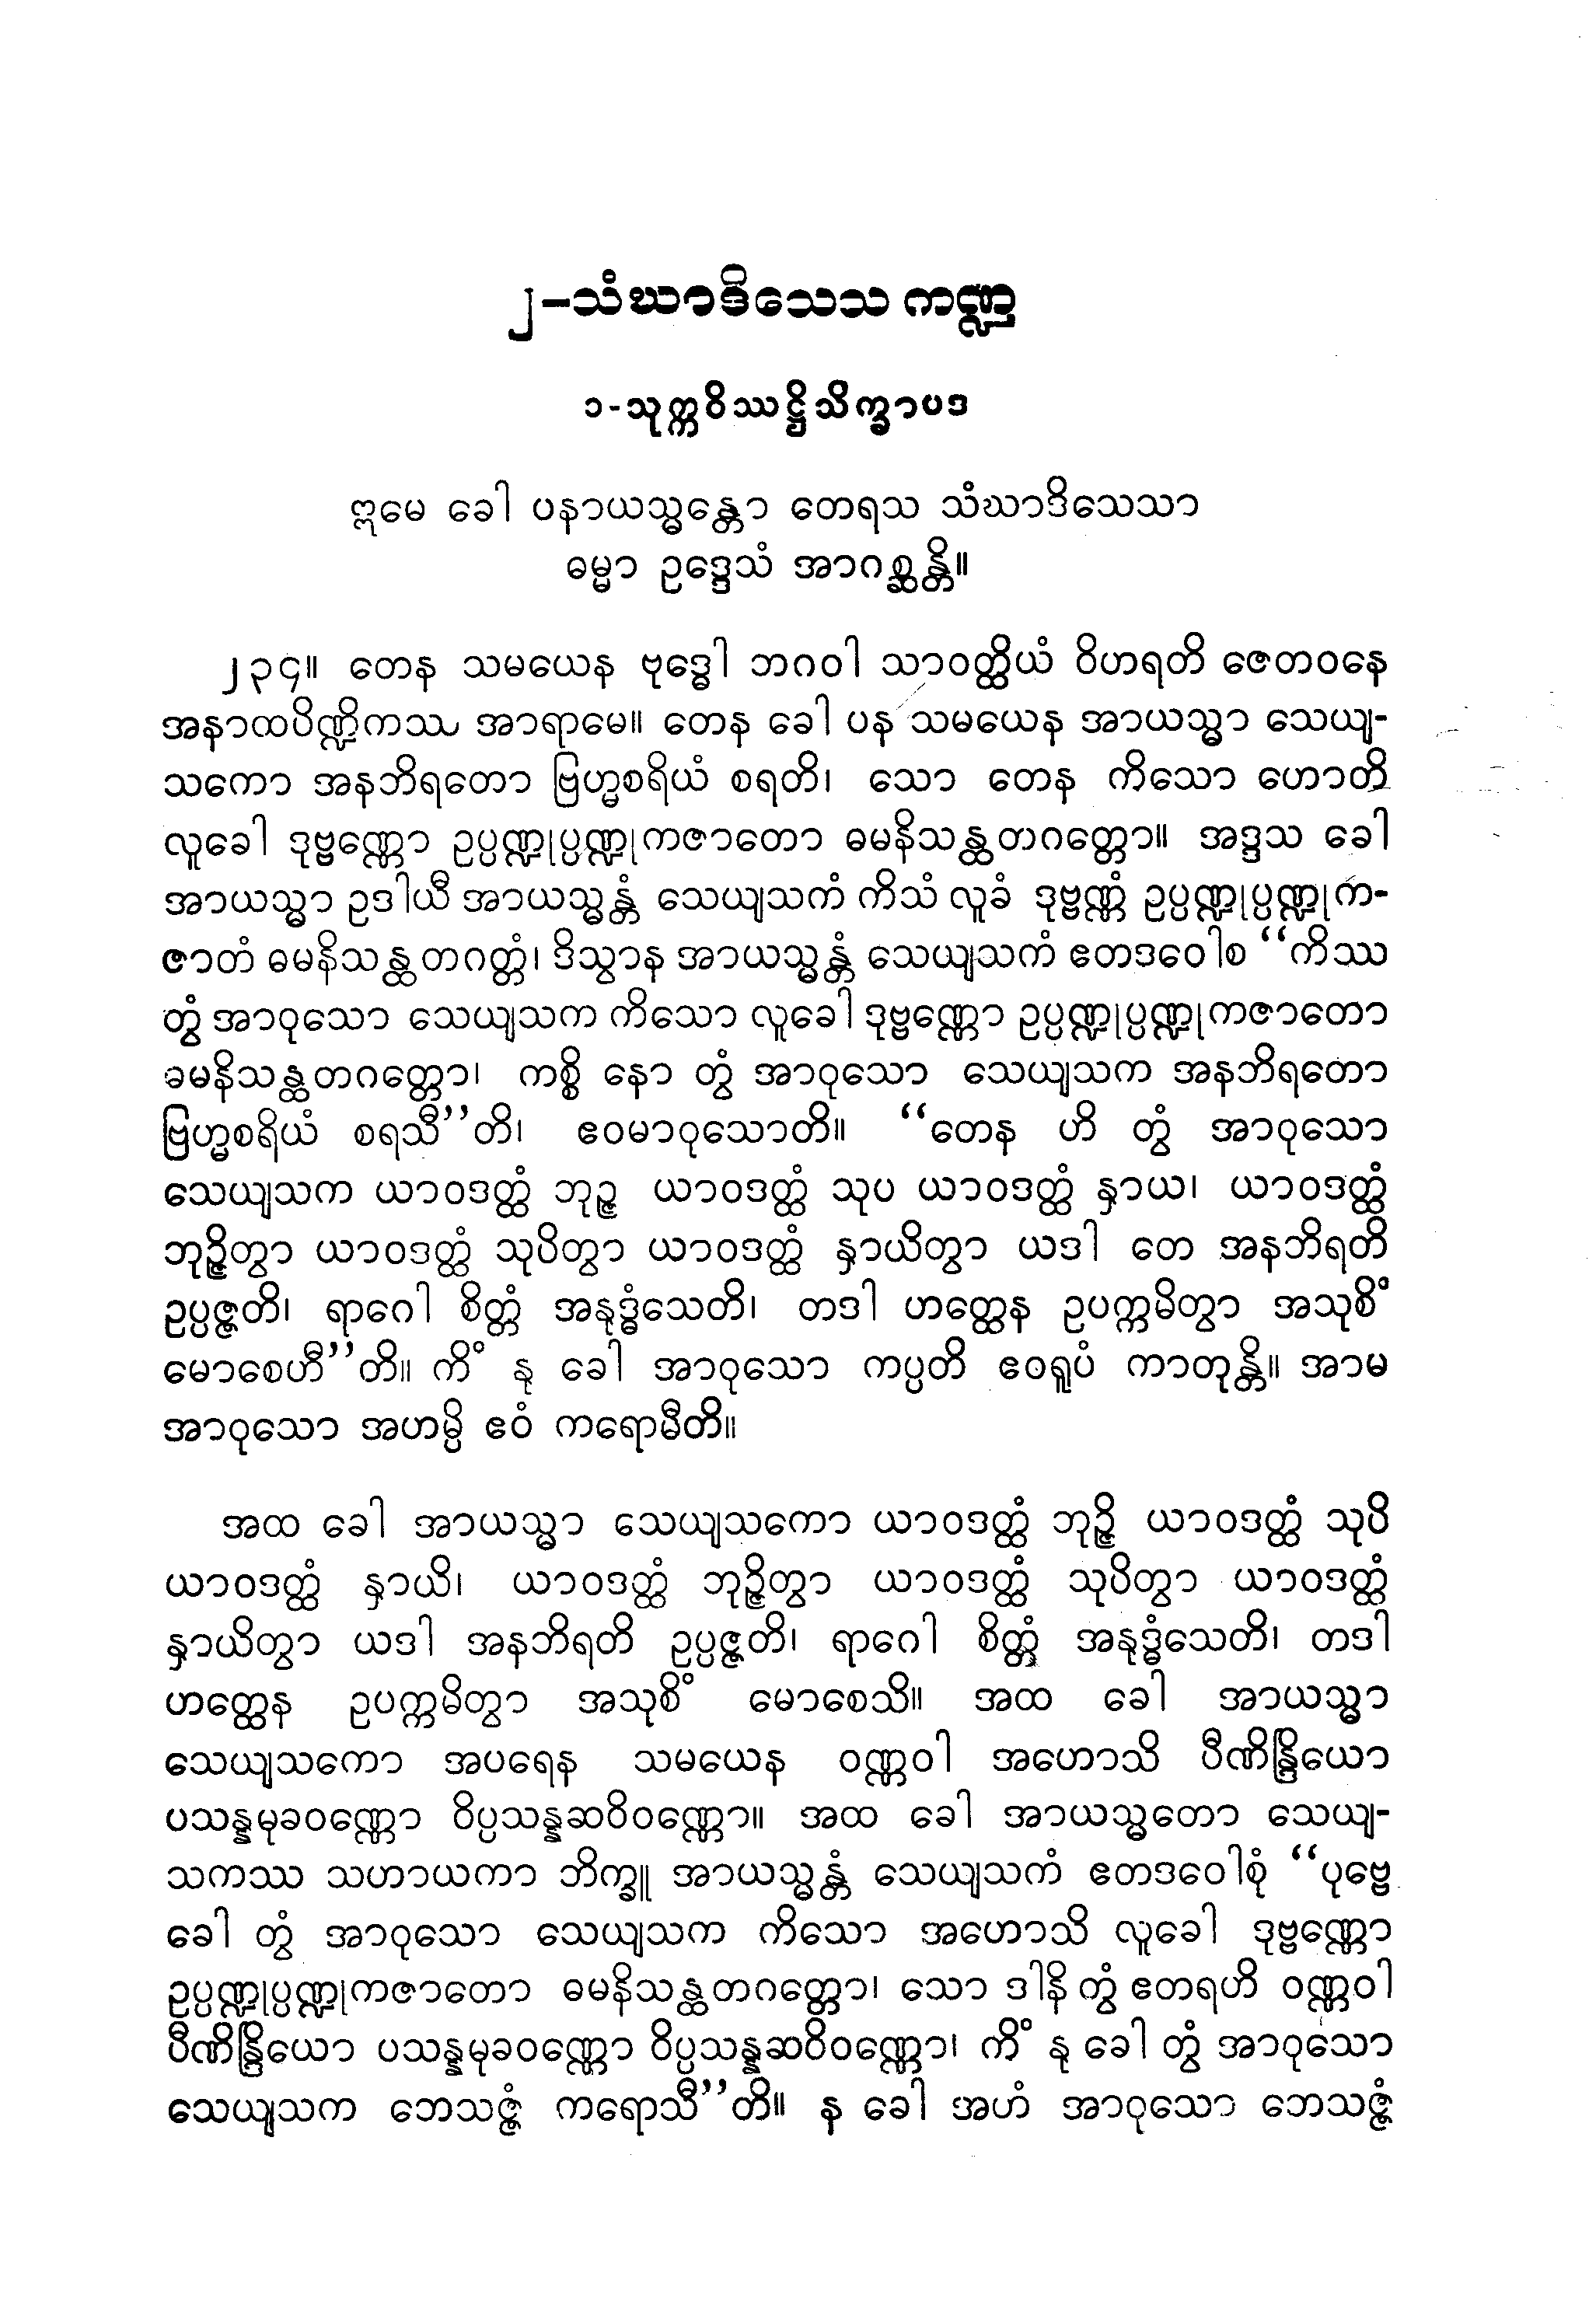 ၂–သံဃာဒိသေသ ကဏ္ဍ
၁-သုက္ကဝိဿဋ္ဌိသိက္ခာပဒ
ဣမေ ခေါ ပနာယသ္မန္တော တေရသ သံဃာဒိသေသာ
ဓမ္မာ ဥဒ္ဒေသံ အာဂစ္ဆန္တိ။
၂၃၄။ တေန သမယေန ဗုဒ္ဓေါ ဘဂဝါ သာဝတ္ထိယံ ဝိဟရတိ ဇေတဝနေ
အနာထပိဏ္ဍိကဿ အာရာမေ။ တေန ခေါ ပန သမယေန အာယသ္မာ သေယျ-
သကော အနဘိရတော ဗြဟ္မစရိယံ စရတိ၊ သော တေန ကိသော ဟောတိ
လူခေါ ဒုဗ္ဗဏ္ဏော ဥပ္ပဏ္ဍုပ္ပဏ္ဍုကဇာတော ဓမနိသန္ထတဂတ္တော။ အဒ္ဒသ ခေါ
အာယသ္မာ ဥဒါယီ အာယသ္မန္တံ သေယျသကံ ကိသံ လူခံ ဒုဗ္ဗဏ္ဏံ ဥပ္ပဏ္ဍုပ္ပဏ္ဍုက-
ဇာတံ ဓမနိသန္ထတဂတ္တံ၊ ဒိသွာန အာယသ္မန္တံ သေယျသကံ ဧတဒဝေါစ “ကိဿ
တွံ အာဝုသော သေယျသက ကိသော လူခေါ ဒုဗ္ဗဏ္ဏော ဥပ္ပဏ္ဍုပ္ပဏ္ဍုကဇာတော
ဓမနိသန္ထတဂတ္တော၊ ကစ္စိ နော တွံ အာဝုသော သေယျသက အနဘိရတော
ဗြဟ္မစရိယံ စရသီ”တိ၊ ဧဝမာဝုသောတိ။ “တေန ဟိ တွံ အာဝုသော
သေယျသက ယာဝဒတ္ထံ ဘုဉ္ဇ ယာဝဒတ္ထံ သုပ ယာဝဒတ္ထံ နှာယ၊ ယာဝဒတ္ထံ
ဘုဉ္ဇိတွာ ယာဝဒတ္ထံ သုပိတွာ ယာဝဒတ္ထံ နှာယိတွာ ယဒါ တေ အနဘိရတိ
ဥပ္ပဇ္ဇတိ၊ ရာဂေါ စိတ္တံ အနုဒ္ဓံသေတိ၊ တဒါ ဟတ္ထေန ဥပက္ကမိတွာ အသုစိံ
မောစေဟီ”တိ။ ကိံ နု ခေါ အာဝုသော ကပ္ပတိ ဧဝရူပံ ကာတုန္တိ။ အာမ
အာဝုသော အဟမ္ပိ ဧဝံ ကရောမီတိ။
အထ ခေါ အာယသ္မာ သေယျသကော ယာဝဒတ္ထံ ဘုဉ္ဇိ ယာဝဒတ္ထံ သုပိ
ယာဝဒတ္ထံ နှာယိ၊ ယာဝဒတ္ထံ ဘုဉ္ဇိတွာ ယာဝဒတ္ထံ သုပိတွာ ယာဝဒတ္ထံ
နှာယိတွာ ယဒါ အနဘိရတိ ဥပ္ပဇ္ဇတိ၊ ရာဂေါ စိတ္တံ အနုဒ္ဓံသေတိ၊ တဒါ
ဟတ္ထေန ဥပက္ကမိတွာ အသုစိံ မောစေသိ။ အထ ခေါ အာယသ္မာ
သေယျသကော အပရေန သမယေန ဝဏ္ဏဝါ အဟောသိ ပီဏိန္ဒြိယော
ပသန္နမုခဝဏ္ဏော ဝိပ္ပသန္နဆဝိဝဏ္ဏော။ အထ ခေါ အာယသ္မတော သေယျ-
သကဿ သဟာယကာ ဘိက္ခူ အာယသ္မန္တံ သေယျသကံ ဧတဒဝေါစုံ “ပုဗ္ဗေ
ခေါ တွံ အာဝုသော သေယျသက ကိသော အဟောသိ လူခေါ ဒုဗ္ဗဏ္ဏော
ဥပ္ပဏ္ဍုပ္ပဏ္ဍုကဇာတော ဓမနိသန္ထတဂတ္တော၊ သော ဒါနိ တွံ ဧတရဟိ ဝဏ္ဏဝါ
ပီဏိန္ဒြိယော ပသန္နမုခဝဏ္ဏော ဝိပ္ပသန္နဆဝိဝဏ္ဏော၊ ကိံ နု ခေါ တွံ အာဝုသော
သေယျသက ဘေသဇ္ဇံ ကရောသီ”တိ။ န ခေါ အဟံ အာဝုသော ဘေသဇ္ဇံ